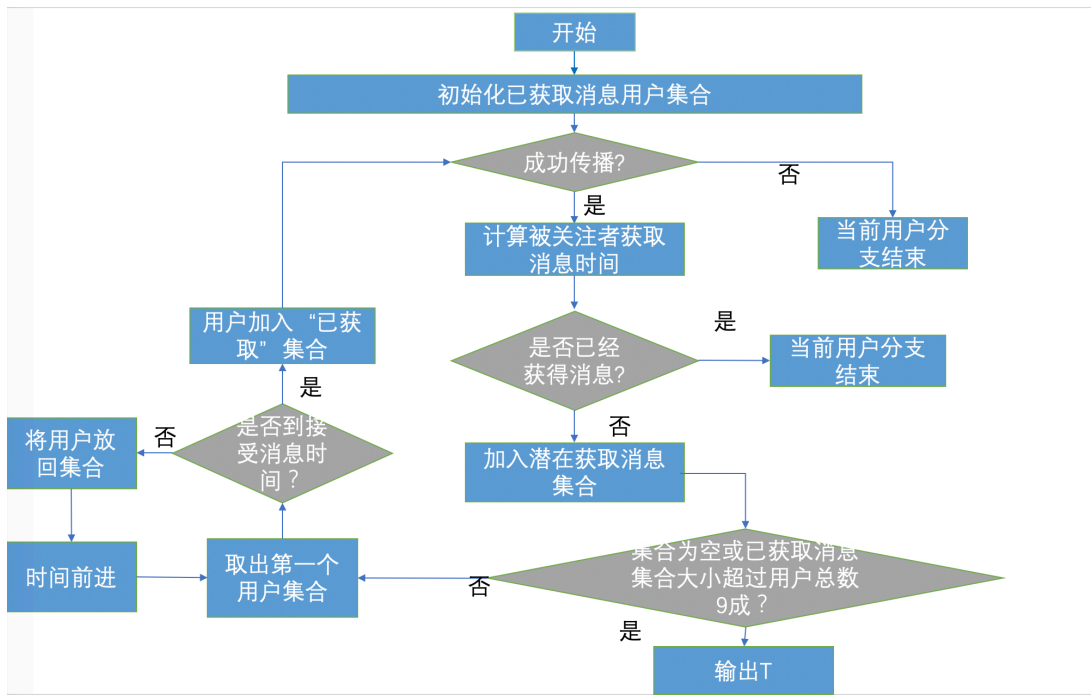 开始
初始化已获取消息用户集合
成功传播?
否
是
计算被关注者获取
消息时间
当前用户分
支结束
用户加入 “已获
取” 集合
是
是否已经
获得消息?
当前用户分支
结束
是
将用户放
回集合
否
是否到接
受消息时
间？
否
加入潜在获取消息
集合
时间前进
取出第一个
用户集合
否
集合为空或已获取消息
集合大小超过用户总数
9成？
是
输出T